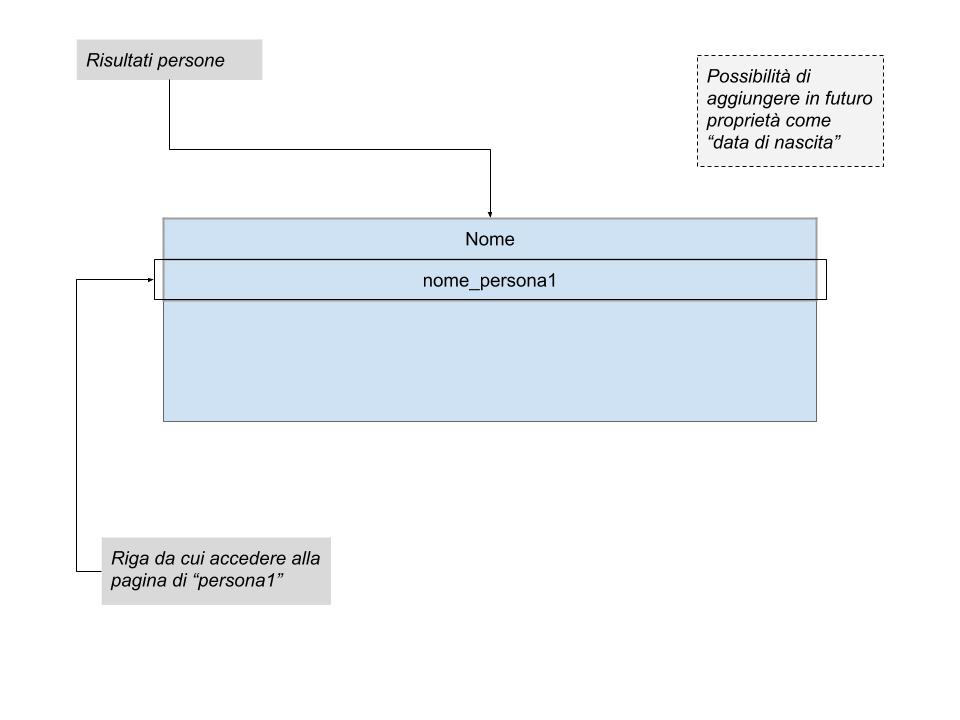 Risultati persone
Possibilità di
aggiungere in futuro
proprietà come
“data di nascita”
Nome
nome_persona1
Riga da cui accedere alla
pagina di “persona1”